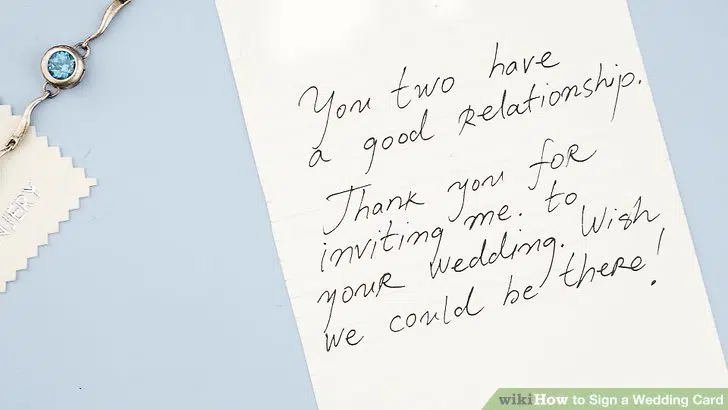 You two have
a good relationship.
Thank you for
inviting me. to
your wedding. Wish
we could be there!
wikiHow to Sign a Wedding Card